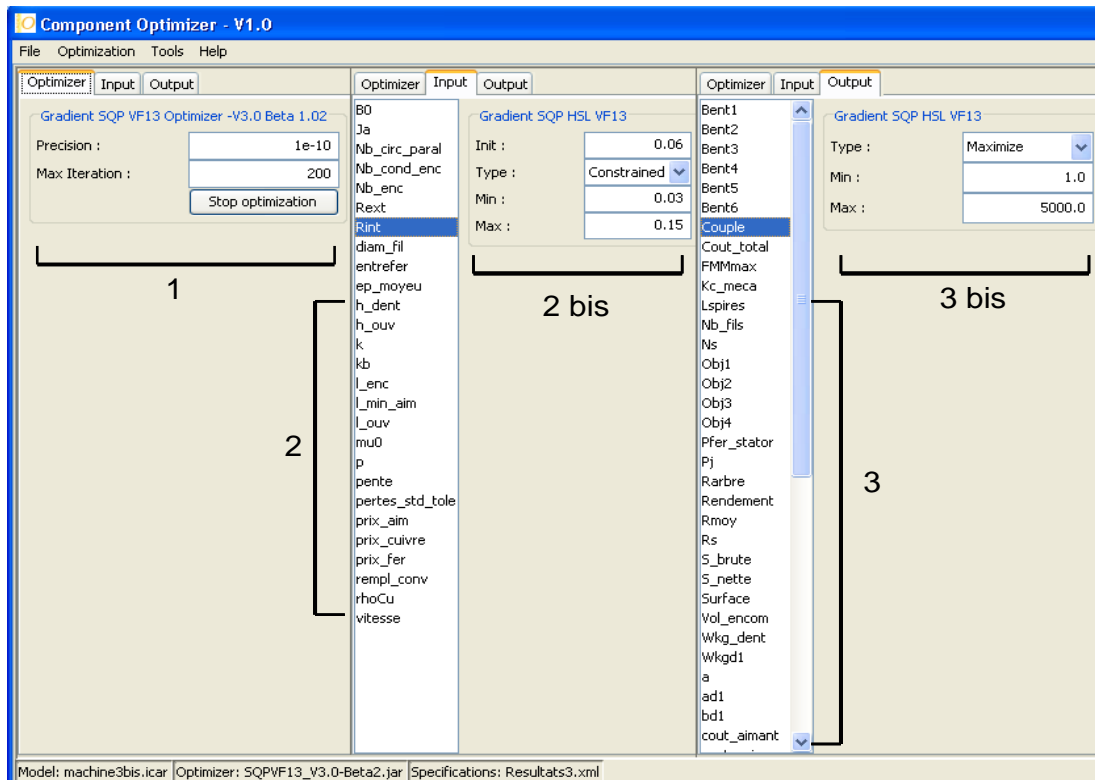 Component Optimizer - V1.0
File Optimization Tools Help
Optimizer Input Output
Gradient SQP VF13 Optimizer -V3.0 Beta 1.02
Precision : 1e-10
Max Iteration : 200
Stop optimization
1
Optimizer Input Output
B0
Ja
Nb_circ_paral
Nb_cond_enc
Nb_enc
Rext
Rint
diam_fil
entrefer
ep_moyeu
h_dent
h_ouv
k
kb
l_enc
l_min_aim
l_ouv
mu0
p
pente
pertes_std_tole
prix_aim
prix_cuivre
prix_fer
rempl_conv
rhoCu
vitesse
2
Gradient SQP HSL VF13
Init : 0.06
Type : Constrained
Min : 0.03
Max : 0.15
2 bis
Optimizer Input Output
Bent1
Bent2
Bent3
Bent4
Bent5
Bent6
Couple
Cout_total
FMMmax
Kc_meca
Lspires
Nb_fils
Ns
Obj1
Obj2
Obj3
Obj4
Pfer_stator
Pj
Rarbre
Rendement
Rmoy
Rs
S_brute
S_nette
Surface
Vol_encom
Wkg_dent
Wkgd1
a
ad1
bd1
cout_aimant
3
Gradient SQP HSL VF13
Type : Maximize
Min : 1.0
Max : 5000.0
3 bis
Model: machine3bis.icar Optimizer: SQPVF13_V3.0-Beta2.jar Specifications: Resultats3.xml